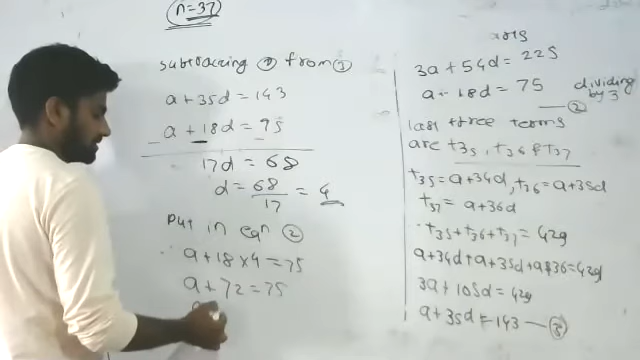 n=37
subtracting ② from ①
a+35d=143
- a+18d=75
17d=68
d=68/17=4
Put in eqn ②
∴ a+18×4=75
a+72=75
a
3a+54d=225
a+18d=75 dividing by 3
—②
last three terms
are t35, t36 & t37
t35=a+34d, t36=a+35d
t37=a+36d
∴ t35+t36+t37=429
a+34d+a+35d+a+36=429
3a+105d=429
a+35d=143 —③